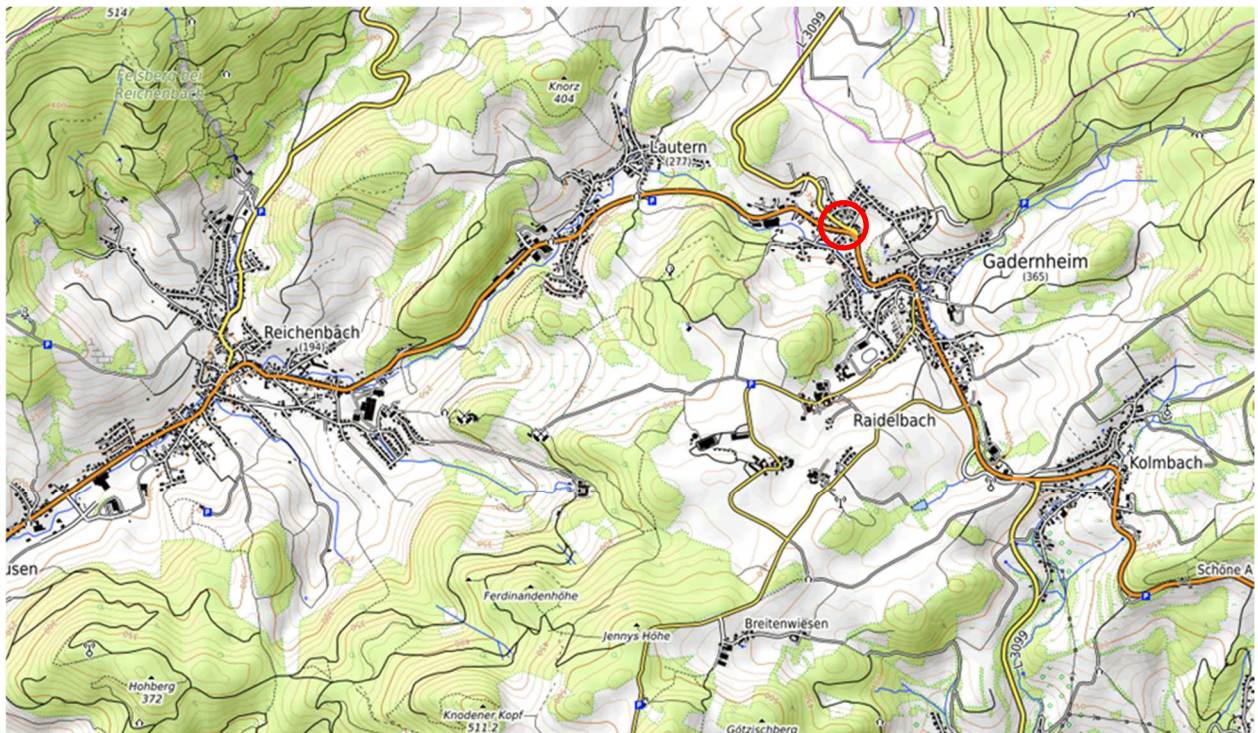 514
L 3099
Felsberg bei
Reichenbach
Knorz
404
Lautern
(277)
Gadernheim
(365)
Reichenbach
(194)
Raidelbach
Kolmbach
usen
Ferdinandenhöhe
Schöne A
Jennys Höhe
Breitenwiesen
L 3099
Hohberg
372
Knodener Kopf
511.2
Götzischberg